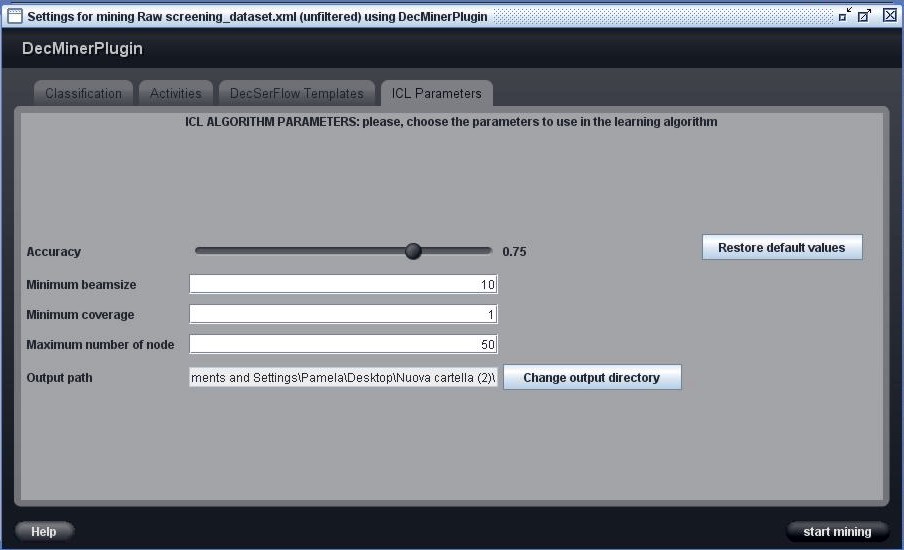 Settings for mining Raw screening_dataset.xml (unfiltered) using DecMinerPlugin
DecMinerPlugin
Classification Activities DecSerFlow Templates ICL Parameters
ICL ALGORITHM PARAMETERS: please, choose the parameters to use in the learning algorithm
Accuracy 0.75 Restore default values
Minimum beamsize 10
Minimum coverage 1
Maximum number of node 50
Output path ments and Settings\Pamela\Desktop\Nuova cartella (2)\ Change output directory
Help start mining